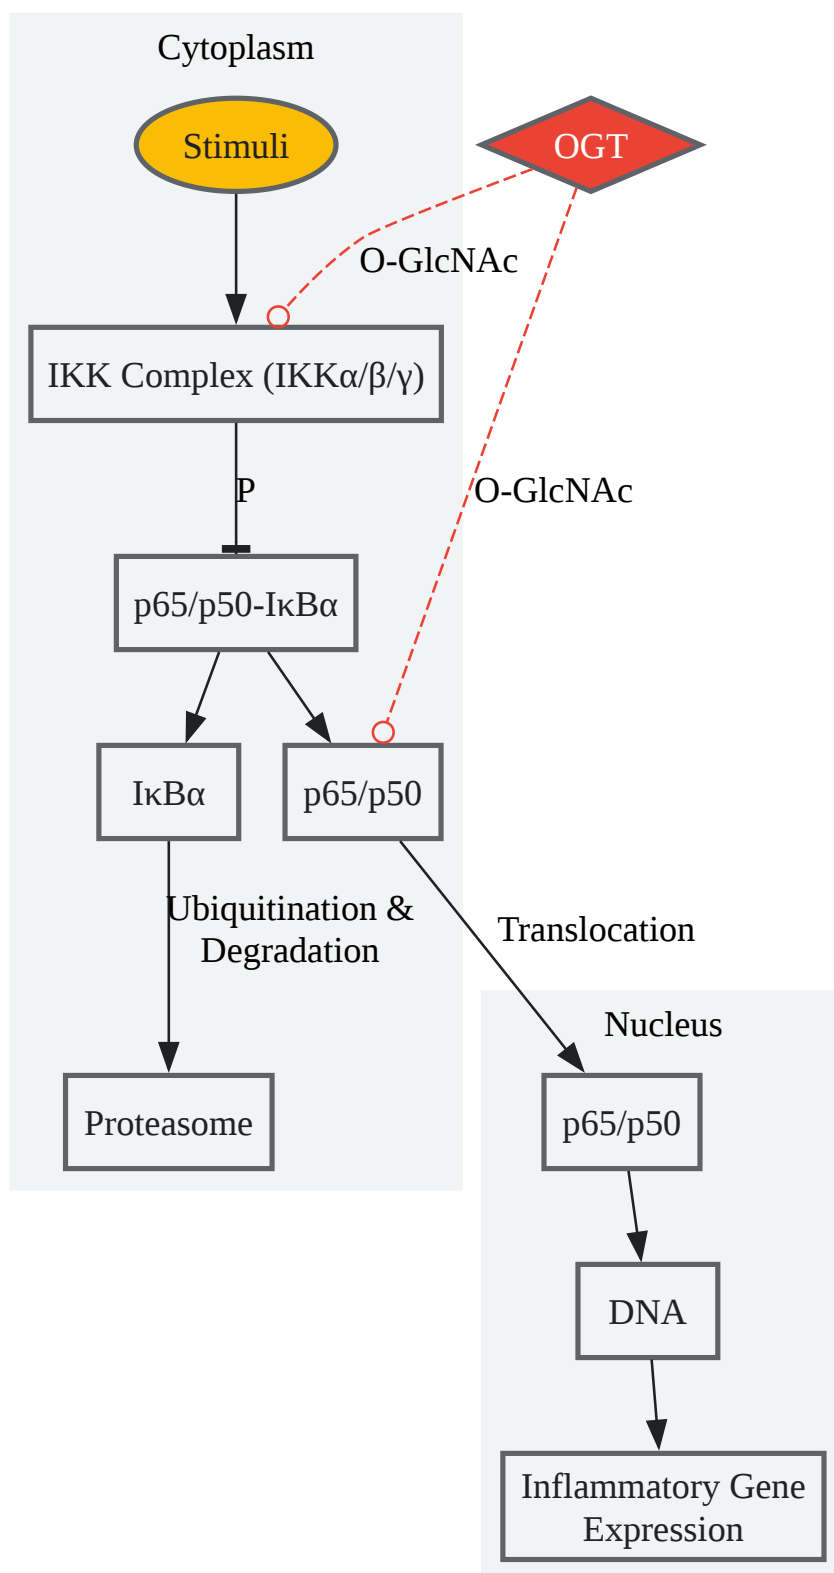 Cytoplasm
Stimuli
OGT
O-GlcNAc
IKK Complex (IKKα/β/γ)
P
O-GlcNAc
p65/p50-IκBα
IκBα
p65/p50
Ubiquitination &
Degradation
Translocation
Nucleus
Proteasome
p65/p50
DNA
Inflammatory Gene
Expression